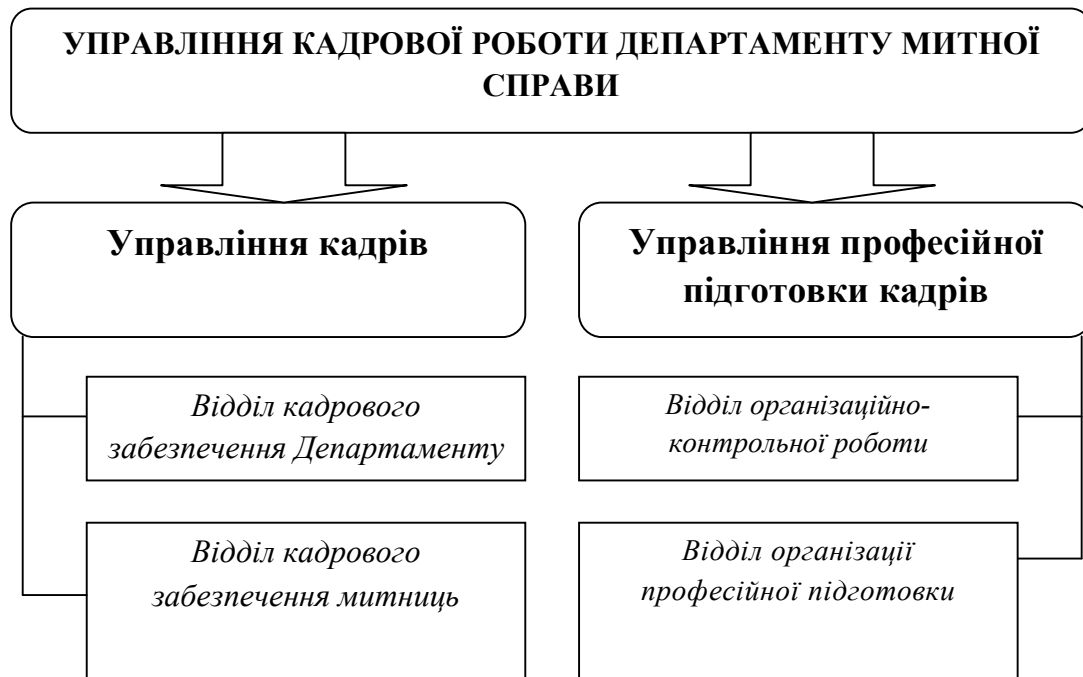 УПРАВЛІННЯ КАДРОВОЇ РОБОТИ ДЕПАРТАМЕНТУ МИТНОЇ
СПРАВИ
Управління кадрів
Управління професійної
підготовки кадрів
Відділ кадрового
забезпечення Департаменту
Відділ організаційно-
контрольної роботи
Відділ кадрового
забезпечення митниць
Відділ організації
професійної підготовки